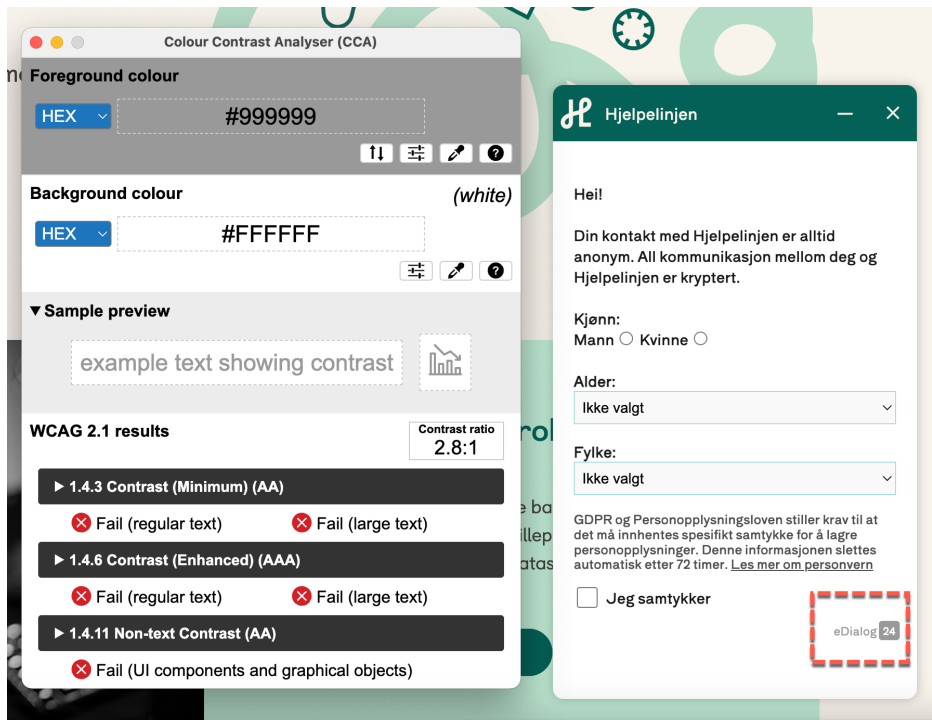 Colour Contrast Analyser (CCA)
Foreground colour
HEX
#999999
?
Background colour
(white)
HEX
#FFFFFF
?
▼ Sample preview
example text showing contrast
WCAG 2.1 results
Contrast ratio
2.8:1
▶ 1.4.3 Contrast (Minimum) (AA)
Fail (regular text)
Fail (large text)
▶ 1.4.6 Contrast (Enhanced) (AAA)
Fail (regular text)
Fail (large text)
▶ 1.4.11 Non-text Contrast (AA)
Fail (UI components and graphical objects)
Hjelpelinjen
Hei!
Din kontakt med Hjelpelinjen er alltid
anonym. All kommunikasjon mellom deg og
Hjelpelinjen er kryptert.
Kjønn:
Mann
Kvinne
Alder:
Ikke valgt
Fylke:
Ikke valgt
GDPR og Personopplysningsloven stiller krav til at
det må innhentes spesifikt samtykke for å lagre
personopplysninger. Denne informasjonen slettes
automatisk etter 72 timer. Les mer om personvern
Jeg samtykker
eDialog 24